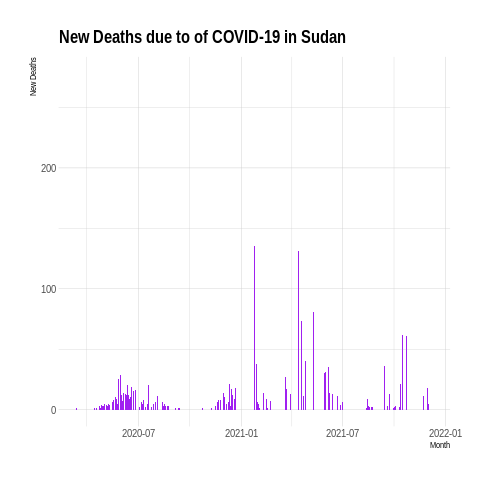 New Deaths due to of COVID-19 in Sudan
New Deaths
200
100
0
2020-07 2021-01 2021-07 2022-01
Month